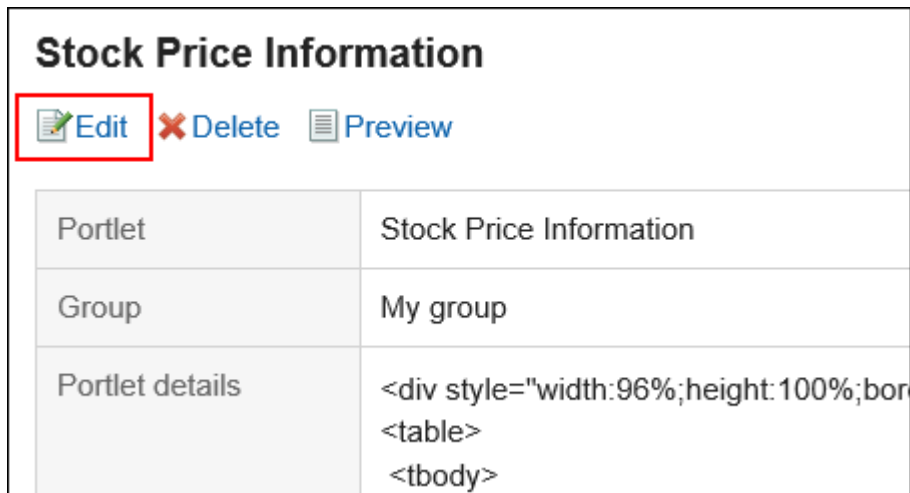 Stock Price Information
Edit Delete Preview
Portlet Stock Price Information
Group My group
Portlet details <div style="width:96%;height:100%;bor
<table>
<tbody>